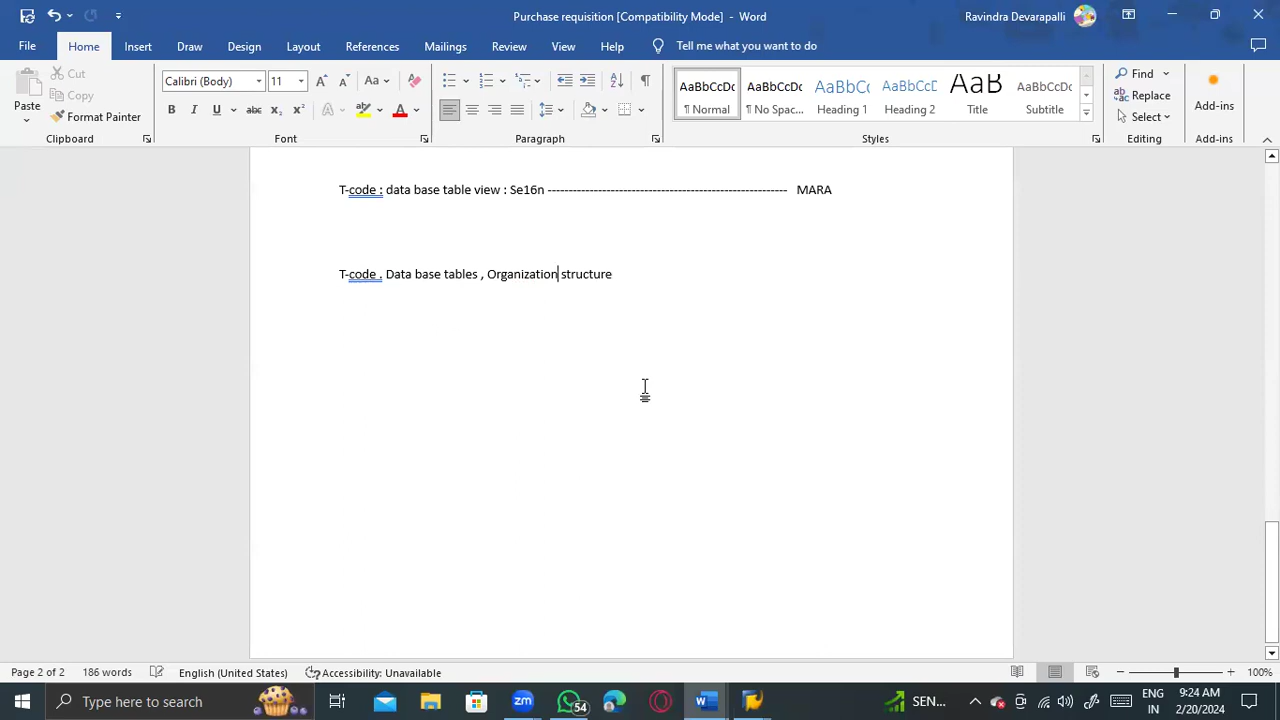 Purchase requisition [Compatibility Mode] - Word
Ravindra Devarapalli
File Home Insert Draw Design Layout References Mailings Review View Help Tell me what you want to do
Paste
Cut
Copy
Format Painter
Clipboard
Calibri (Body) 11
Font
Paragraph
AaBbCcDc AaBbCcDc AaBbCc AaBbCcC AaB AaBbCcC
¶ Normal ¶ No Spac... Heading 1 Heading 2 Title Subtitle
Styles
Find
Replace
Select
Editing
Add-ins
Add-ins
T-code : data base table view : Se16n --------------------------------------------------------- MARA
T-code . Data base tables , Organization structure
Page 2 of 2 186 words English (United States) Accessibility: Unavailable 100%
Type here to search
zm
54
SEN...
ENG
IN
9:24 AM
2/20/2024